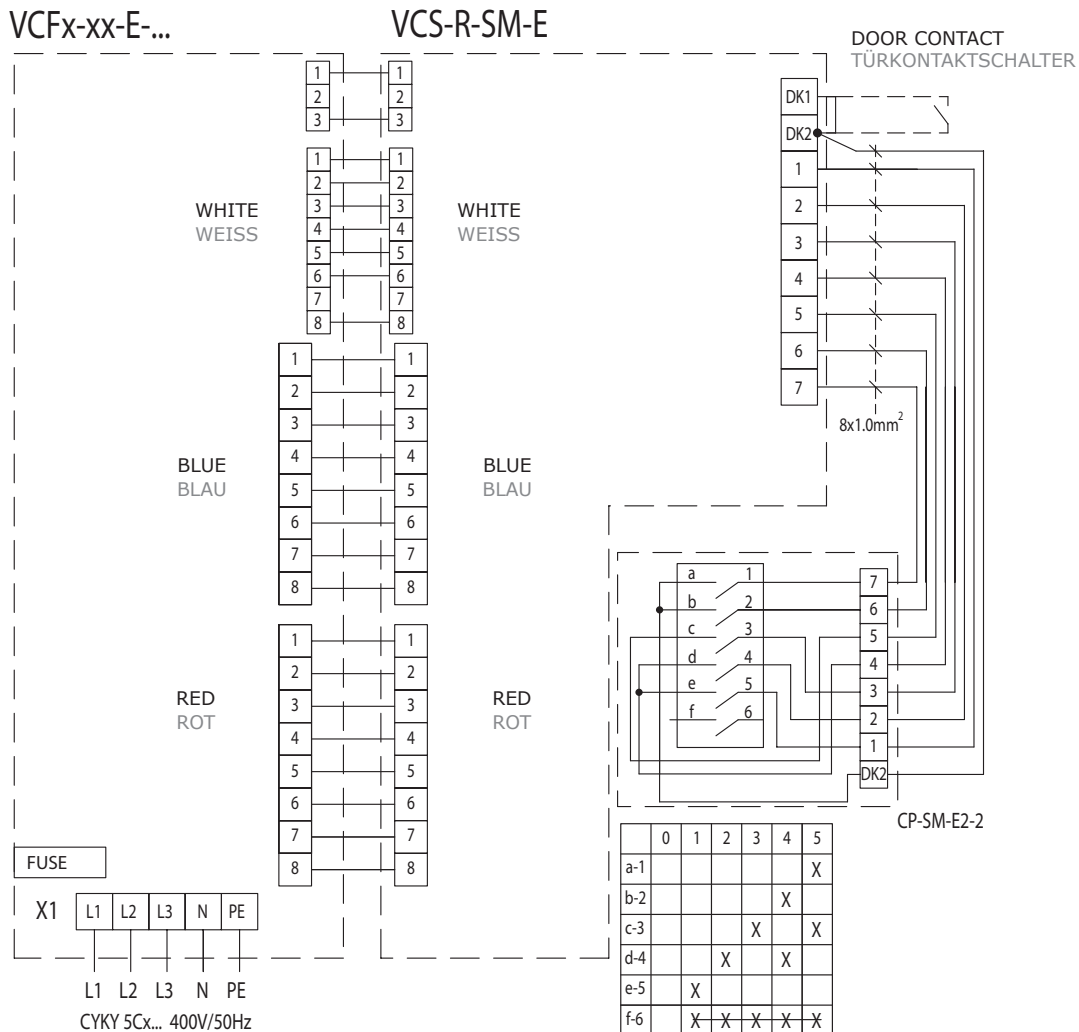 VCFx-xx-E-...
VCS-R-SM-E
DOOR CONTACT
TÜRKONTAKTSCHALTER
1
2
3
1
2
3
1
2
3
4
5
6
7
8
WHITE
WEISS
1
2
3
4
5
6
7
8
WHITE
WEISS
1
2
3
4
5
6
7
8
BLUE
BLAU
1
2
3
4
5
6
7
8
BLUE
BLAU
1
2
3
4
5
6
7
8
RED
ROT
1
2
3
4
5
6
7
8
RED
ROT
DK1
DK2
1
2
3
4
5
6
7
8x1.0mm²
a 1
b 2
c 3
d 4
e 5
f 6
7
6
5
4
3
2
1
DK2
CP-SM-E2-2
FUSE
X1 L1 L2 L3 N PE
L1 L2 L3 N PE
CYKY 5Cx... 400V/50Hz
0 1 2 3 4 5
a-1 X
b-2 X
c-3 X X
d-4 X X
e-5 X
f-6 X X X X X